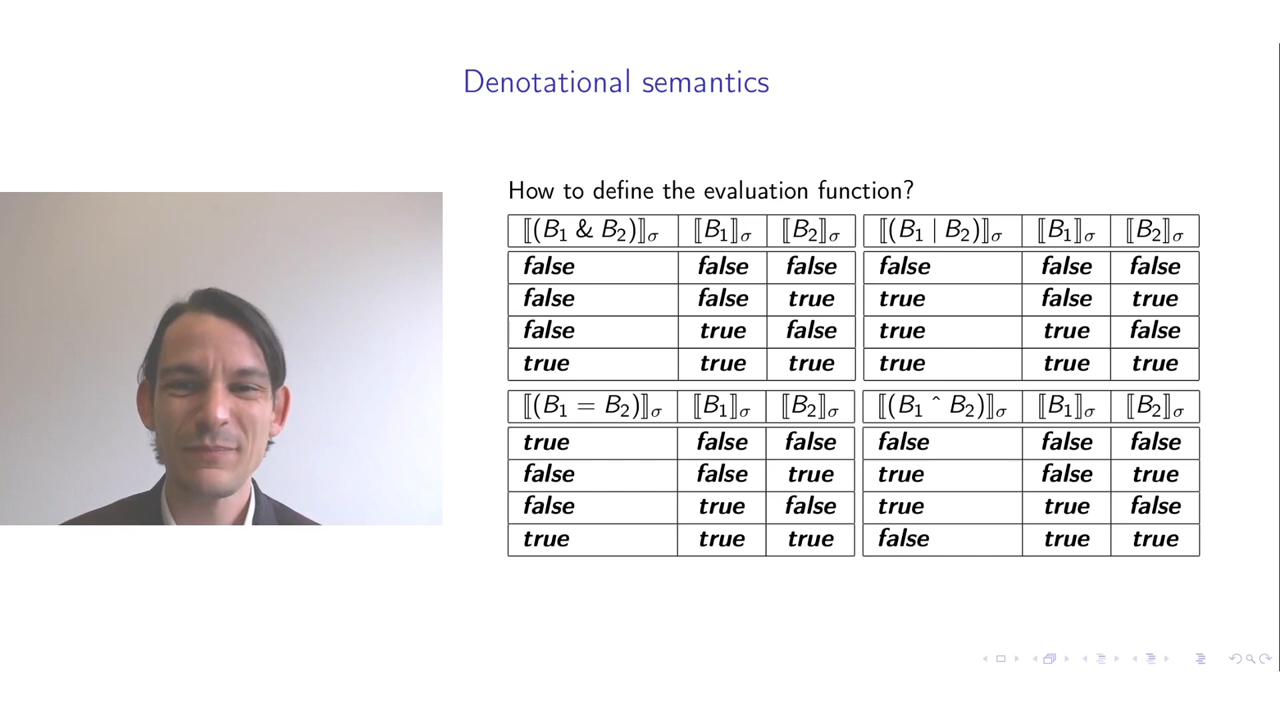 Denotational semantics
How to define the evaluation function?
⟦(B₁ & B₂)⟧σ ⟦B₁⟧σ ⟦B₂⟧σ ⟦(B₁ | B₂)⟧σ ⟦B₁⟧σ ⟦B₂⟧σ
false false false false false false
false false true true false true
false true false true true false
true true true true true true
⟦(B₁ = B₂)⟧σ ⟦B₁⟧σ ⟦B₂⟧σ ⟦(B₁ ˆ B₂)⟧σ ⟦B₁⟧σ ⟦B₂⟧σ
true false false false false false
false false true true false true
false true false true true false
true true true false true true